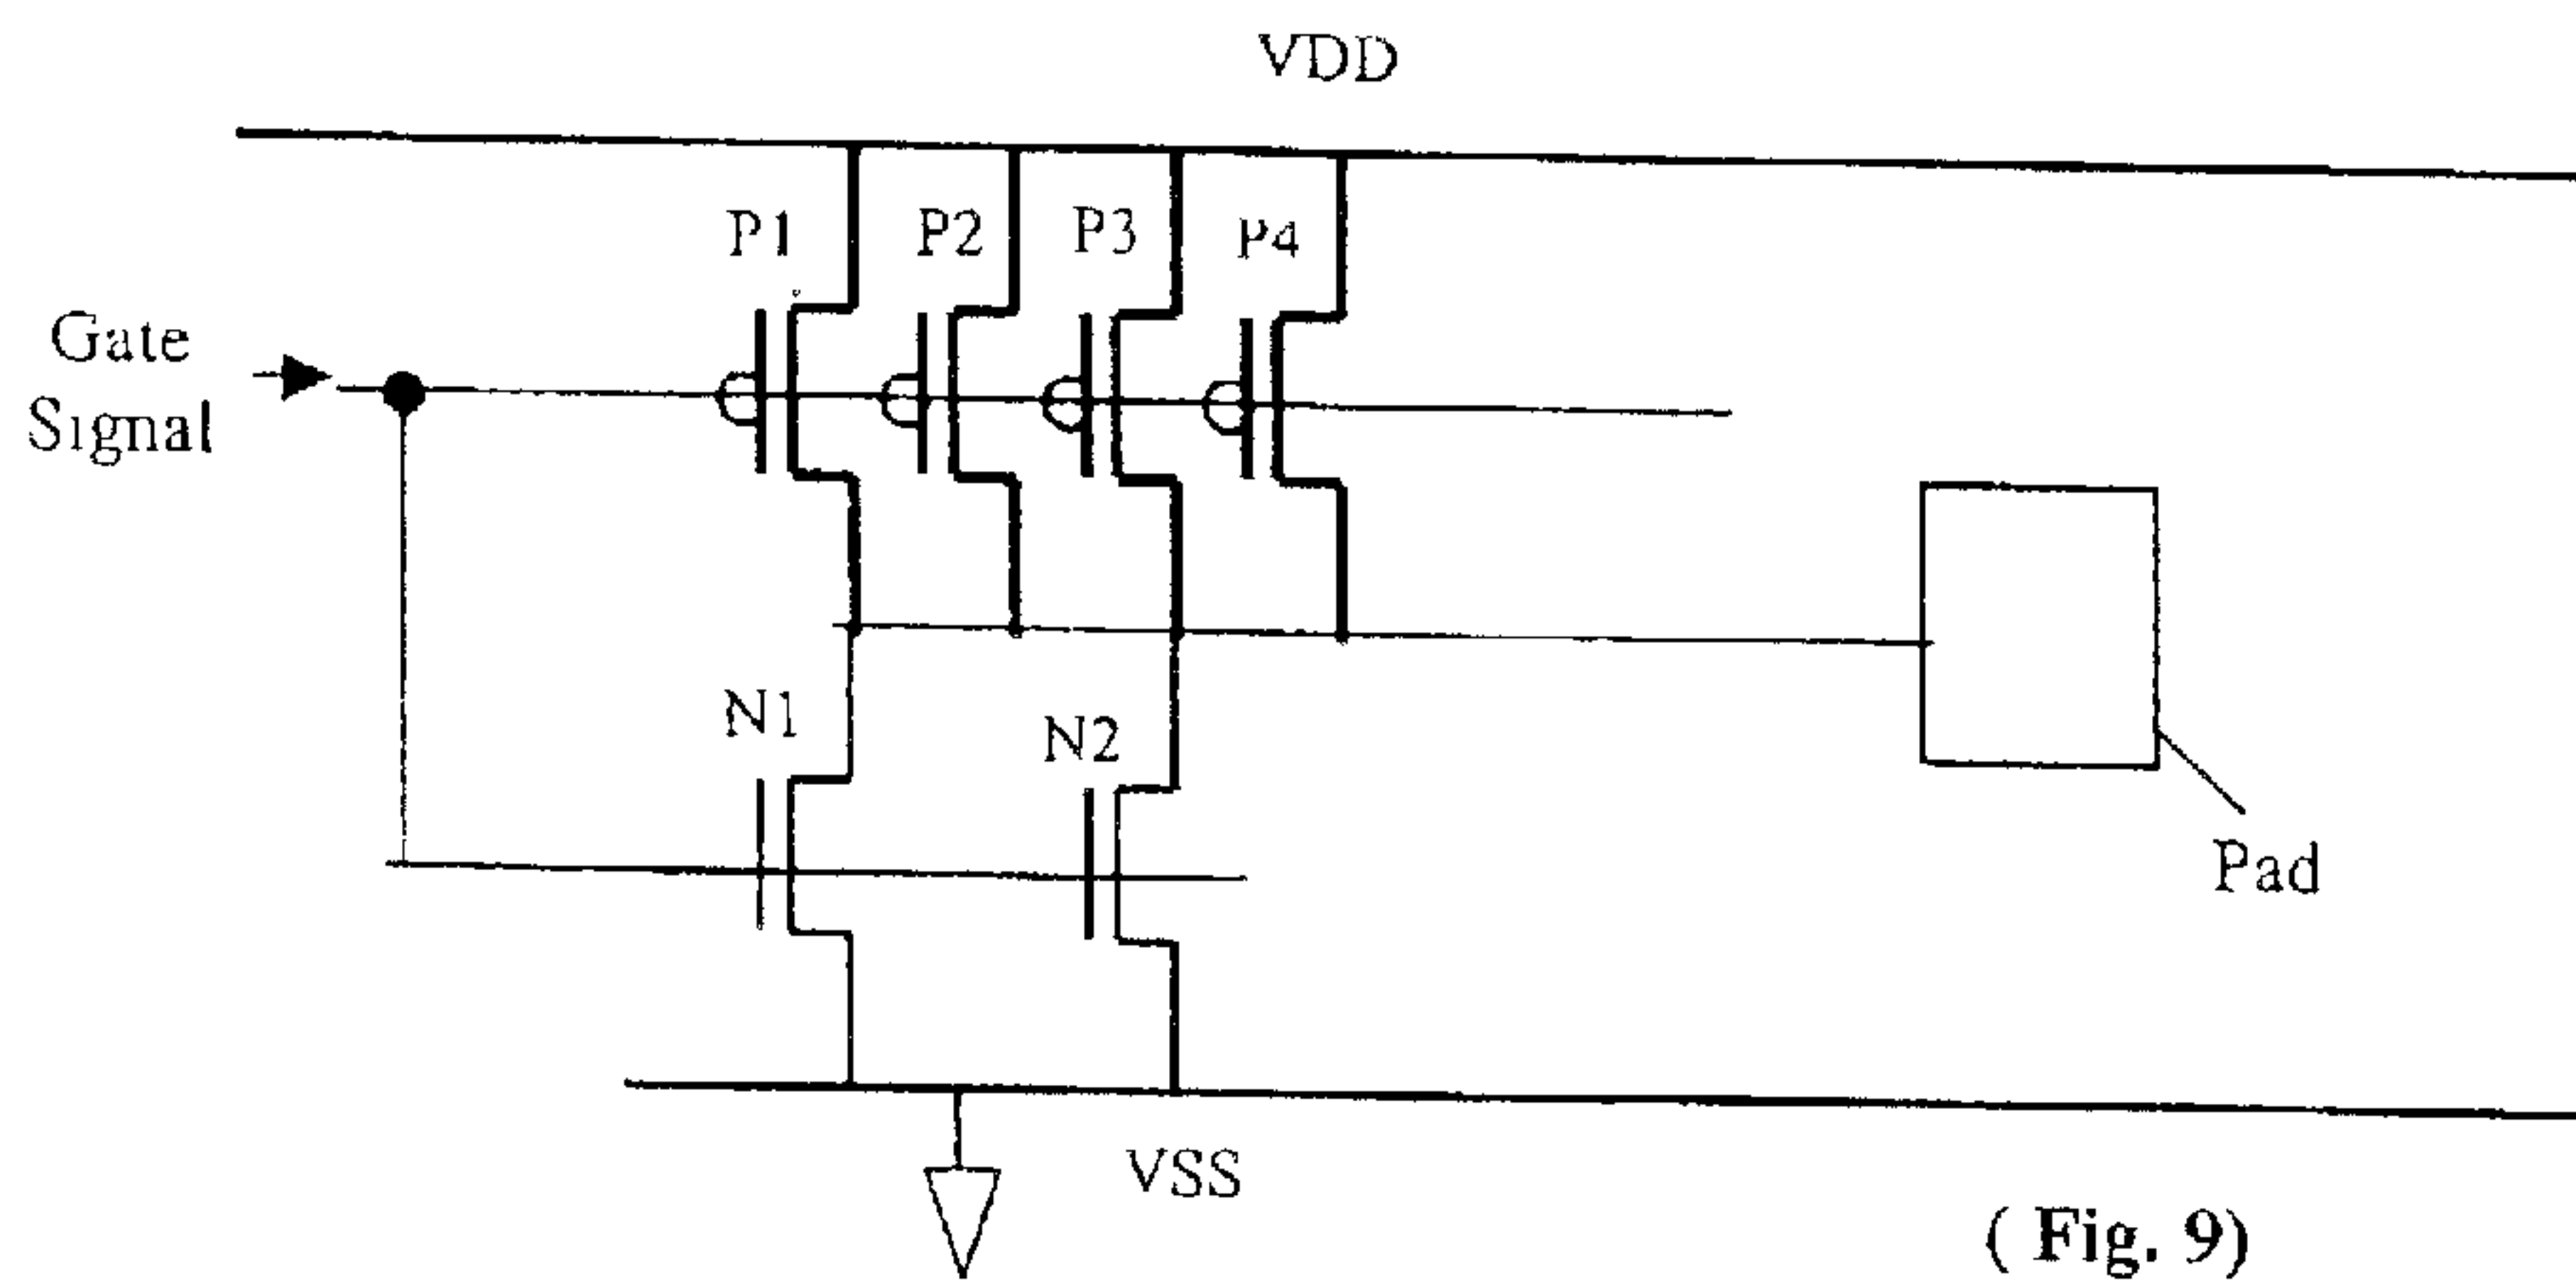 VDD
P1 P2 P3 P4
Gate
Signal
N1 N2
Pad
VSS
( Fig. 9)